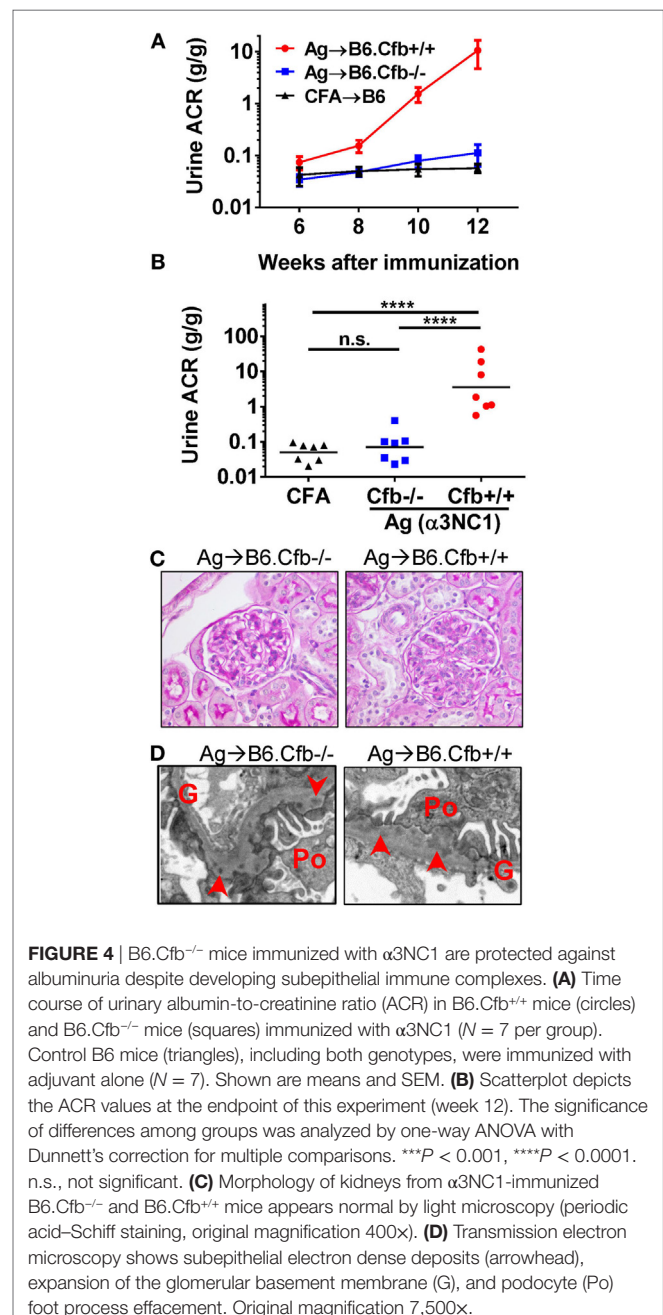 A
Urine ACR (g/g)
10
1
0.1
0.01
Ag→B6.Cfb+/+
Ag→B6.Cfb-/-
CFA→B6
6 8 10 12
Weeks after immunization
B
Urine ACR (g/g)
100
10
1
0.1
0.01
****
****
n.s.
CFA Cfb-/- Cfb+/+
Ag (α3NC1)
C Ag→B6.Cfb-/- Ag→B6.Cfb+/+
D Ag→B6.Cfb-/- Ag→B6.Cfb+/+
G
Po
Po
G
FIGURE 4 | B6.Cfb⁻/⁻ mice immunized with α3NC1 are protected against
albuminuria despite developing subepithelial immune complexes. (A) Time
course of urinary albumin-to-creatinine ratio (ACR) in B6.Cfb⁺/⁺ mice (circles)
and B6.Cfb⁻/⁻ mice (squares) immunized with α3NC1 (N = 7 per group).
Control B6 mice (triangles), including both genotypes, were immunized with
adjuvant alone (N = 7). Shown are means and SEM. (B) Scatterplot depicts
the ACR values at the endpoint of this experiment (week 12). The significance
of differences among groups was analyzed by one-way ANOVA with
Dunnett’s correction for multiple comparisons. ***P < 0.001, ****P < 0.0001.
n.s., not significant. (C) Morphology of kidneys from α3NC1-immunized
B6.Cfb⁻/⁻ and B6.Cfb⁺/⁺ mice appears normal by light microscopy (periodic
acid–Schiff staining, original magnification 400×). (D) Transmission electron
microscopy shows subepithelial electron dense deposits (arrowhead),
expansion of the glomerular basement membrane (G), and podocyte (Po)
foot process effacement. Original magnification 7,500×.